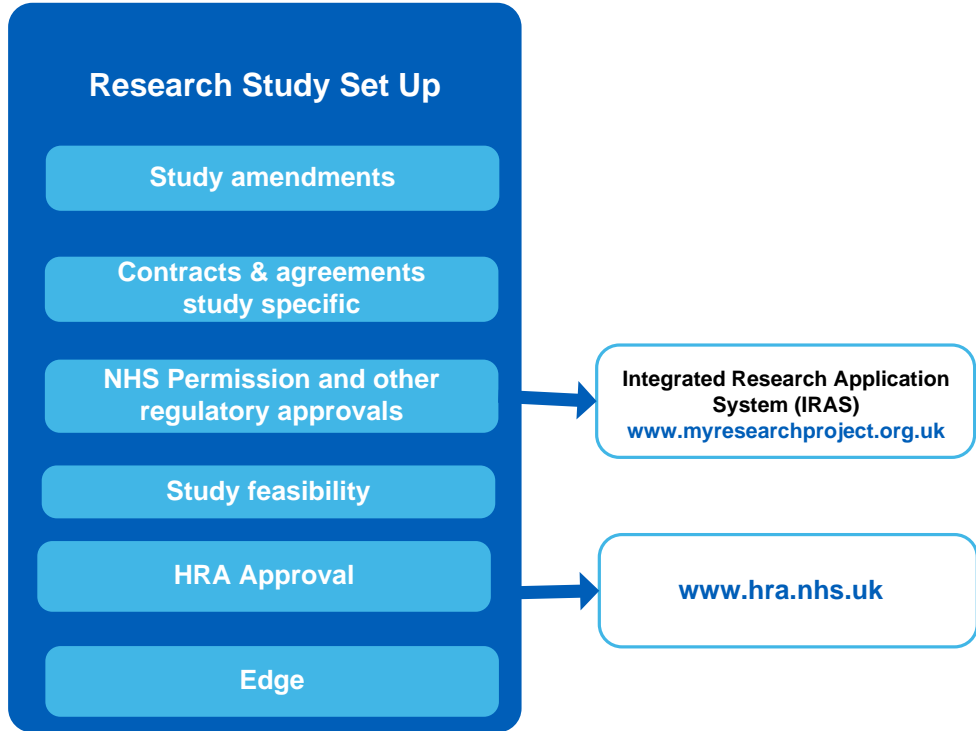 Research Study Set Up
Study amendments
Contracts & agreements
study specific
NHS Permission and other
regulatory approvals
Integrated Research Application
System (IRAS)
www.myresearchproject.org.uk
Study feasibility
HRA Approval
www.hra.nhs.uk
Edge